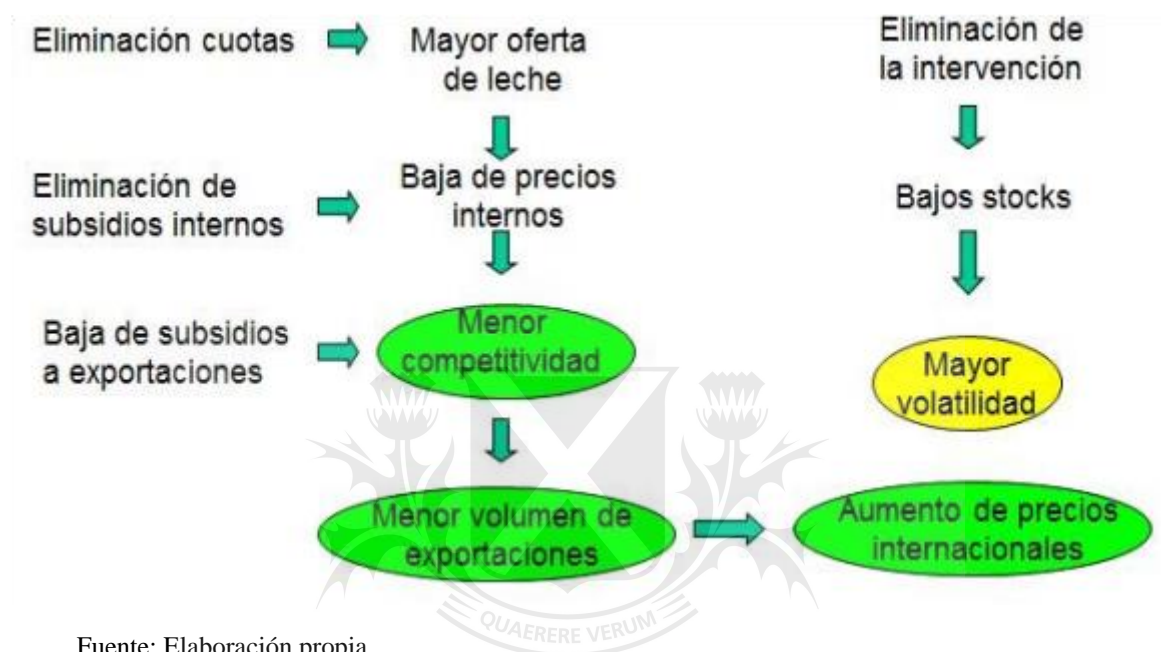 Eliminación cuotas
Mayor oferta
de leche
Eliminación de
subsidios internos
Baja de precios
internos
Baja de subsidios
a exportaciones
Menor
competitividad
Menor volumen de
exportaciones
Eliminación de
la intervención
Bajos stocks
Mayor
volatilidad
Aumento de precios
internacionales
QUAERERE VERUM
Fuente: Elaboración propia